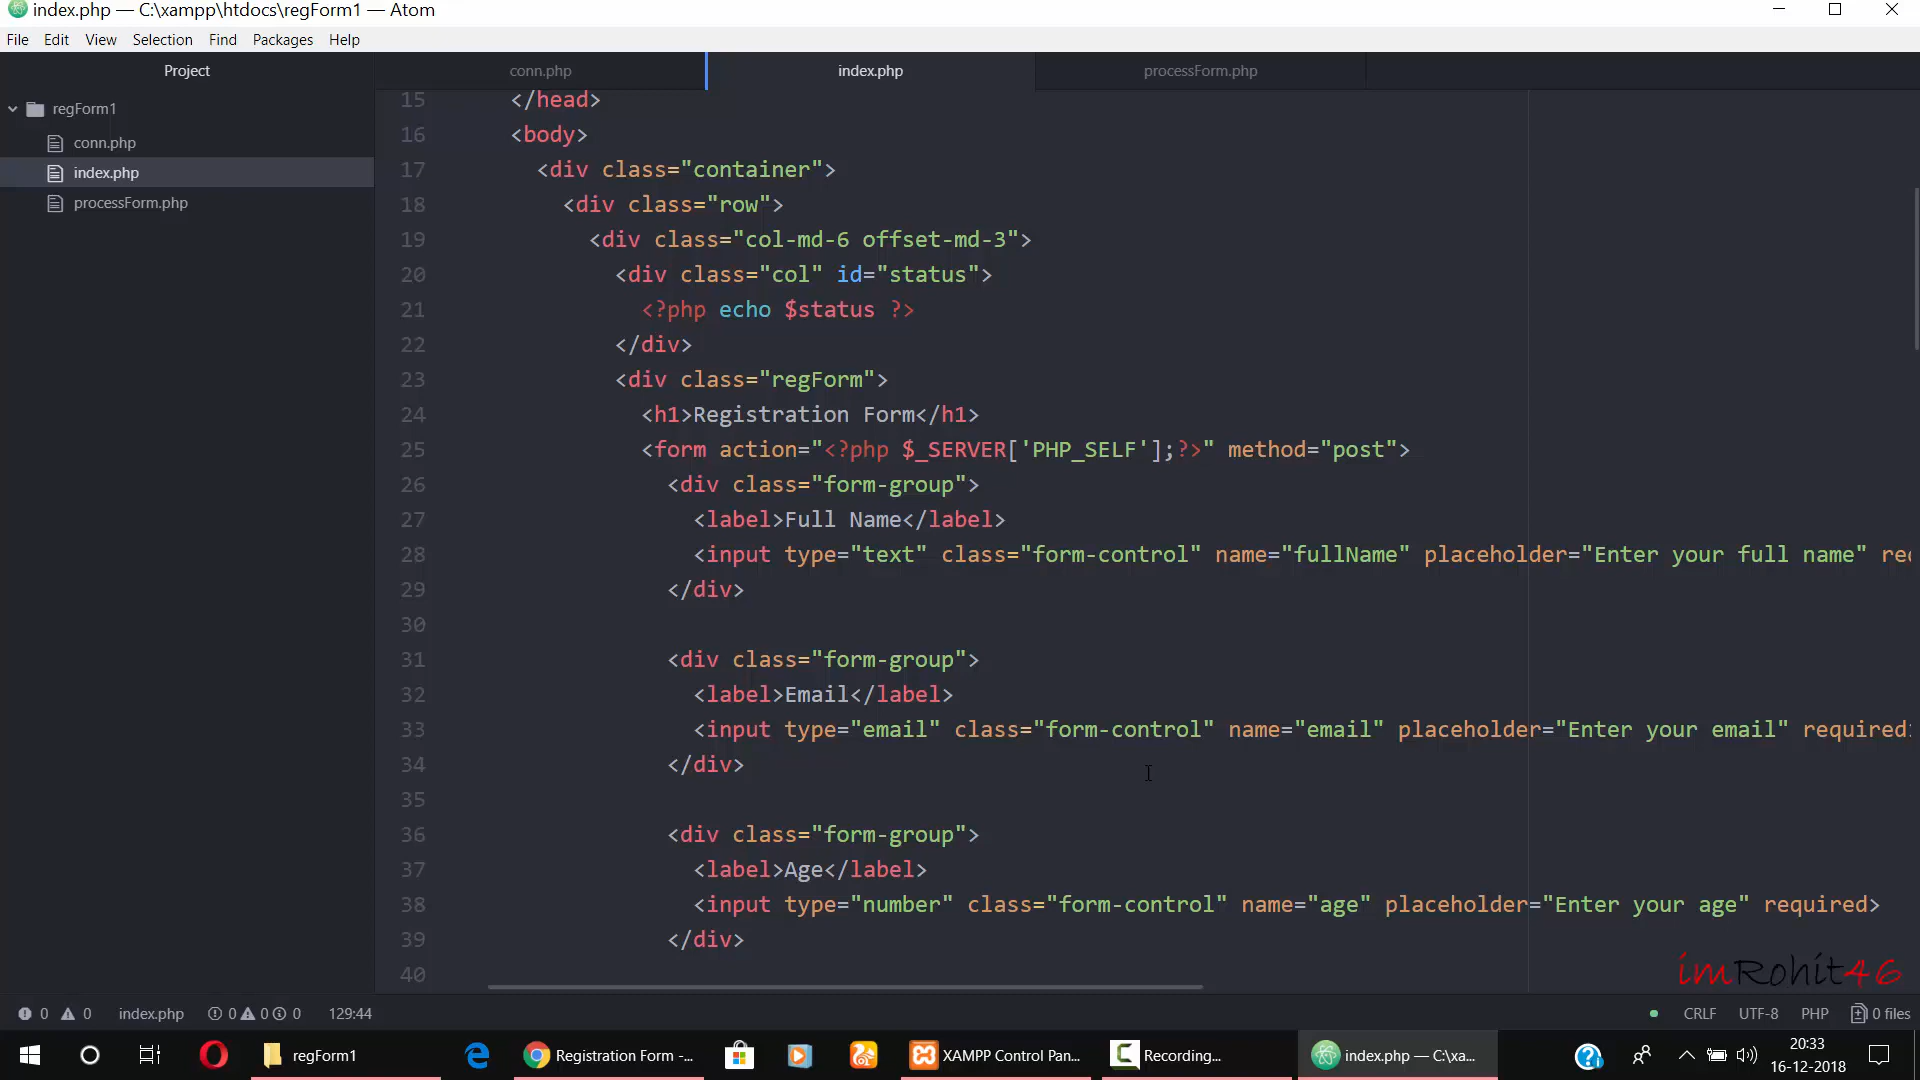 index.php — C:\xampp\htdocs\regForm1 — Atom
File Edit View Selection Find Packages Help
Project
conn.php
index.php
processForm.php
regForm1
conn.php
index.php
processForm.php
15 </head>
16 <body>
17 <div class="container">
18 <div class="row">
19 <div class="col-md-6 offset-md-3">
20 <div class="col" id="status">
21 <?php echo $status ?>
22 </div>
23 <div class="regForm">
24 <h1>Registration Form</h1>
25 <form action="<?php $_SERVER['PHP_SELF'];?>" method="post">
26 <div class="form-group">
27 <label>Full Name</label>
28 <input type="text" class="form-control" name="fullName" placeholder="Enter your full name" rec
29 </div>
30
31 <div class="form-group">
32 <label>Email</label>
33 <input type="email" class="form-control" name="email" placeholder="Enter your email" required
34 </div>
35
36 <div class="form-group">
37 <label>Age</label>
38 <input type="number" class="form-control" name="age" placeholder="Enter your age" required>
39 </div>
40
imRohit46
0 0 index.php 0 0 0 129:44 CRLF UTF-8 PHP 0 files
regForm1 Registration Form -... XAMPP Control Pan... Recording... index.php — C:\xa... 20:33
16-12-2018